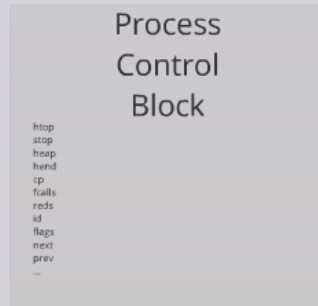 Process
Control
Block
htop
stop
heap
hend
cp
fcalls
reds
id
flags
next
prev
...